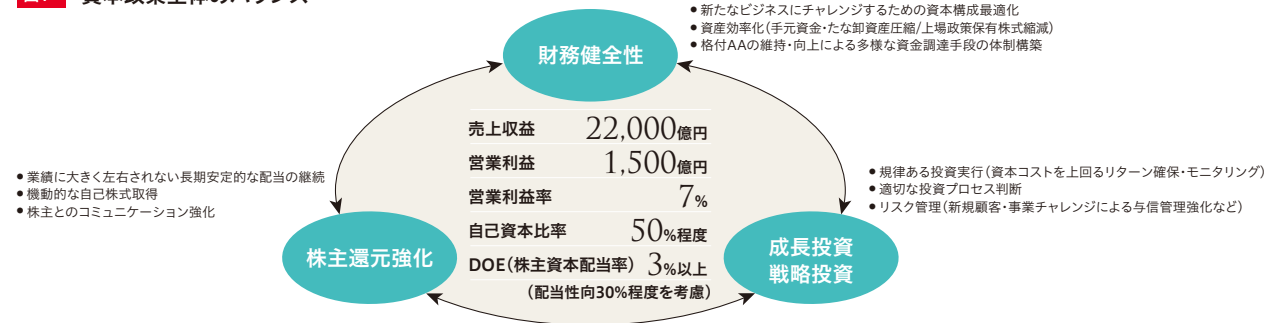 資本政策全体のバランス
財務健全性
● 新たなビジネスにチャレンジするための資本構成最適化
● 資産効率化(手元資金・たな卸資産圧縮/上場政策保有株式縮減)
● 格付AAの維持・向上による多様な資金調達手段の体制構築
売上収益 22,000億円
営業利益 1,500億円
営業利益率 7%
自己資本比率 50%程度
DOE(株主資本配当率) 3%以上
(配当性向30%程度を考慮)
● 業績に大きく左右されない長期安定的な配当の継続
● 機動的な自己株式取得
● 株主とのコミュニケーション強化
株主還元強化
● 規律ある投資実行(資本コストを上回るリターン確保・モニタリング)
● 適切な投資プロセス判断
● リスク管理(新規顧客・事業チャレンジによる与信管理強化など)
成長投資
戦略投資